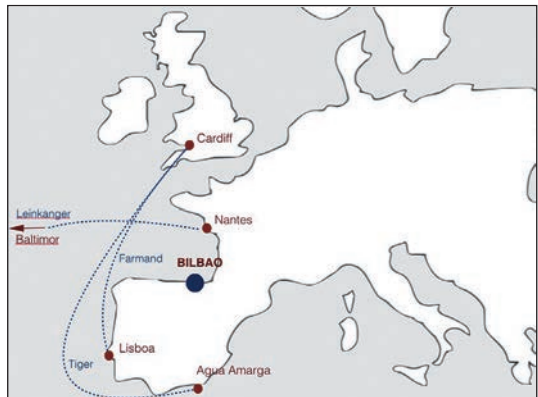 Cardiff
Leinkanger
Baltimor
Nantes
Farmand
BILBAO
Lisboa
Tiger
Agua Amarga